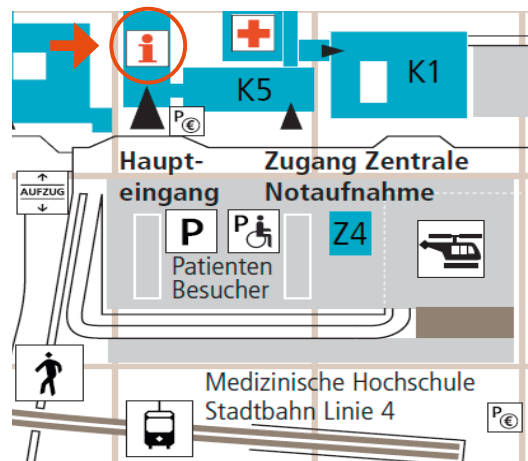 i
K5
K1
P€
Haupt-
eingang
Zugang Zentrale
Notaufnahme
AUFZUG
P
P
Z4
Patienten
Besucher
Medizinische Hochschule
Stadtbahn Linie 4
P€